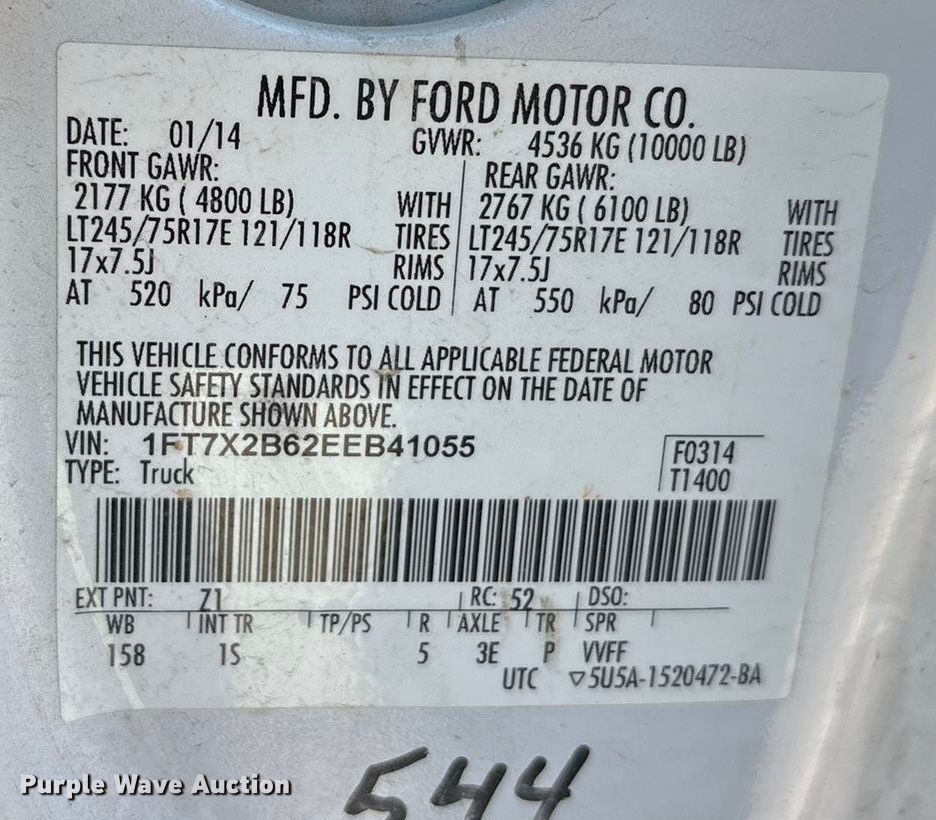 MFD. BY FORD MOTOR CO.
DATE: 01/14 GVWR: 4536 KG (10000 LB)
FRONT GAWR: REAR GAWR:
2177 KG ( 4800 LB) WITH 2767 KG ( 6100 LB) WITH
LT245/75R17E 121/118R TIRES LT245/75R17E 121/118R TIRES
17x7.5J RIMS 17x7.5J RIMS
AT 520 kPa/ 75 PSI COLD AT 550 kPa/ 80 PSI COLD
THIS VEHICLE CONFORMS TO ALL APPLICABLE FEDERAL MOTOR
VEHICLE SAFETY STANDARDS IN EFFECT ON THE DATE OF
MANUFACTURE SHOWN ABOVE.
VIN: 1FT7X2B62EEB41055 F0314
TYPE: Truck T1400
EXT PNT: Z1 RC: 52 DSO:
WB INT TR TP/PS R AXLE TR SPR
158 1S 5 3E P VVFF
UTC ▽5U5A-1520472-BA
544
Purple Wave Auction